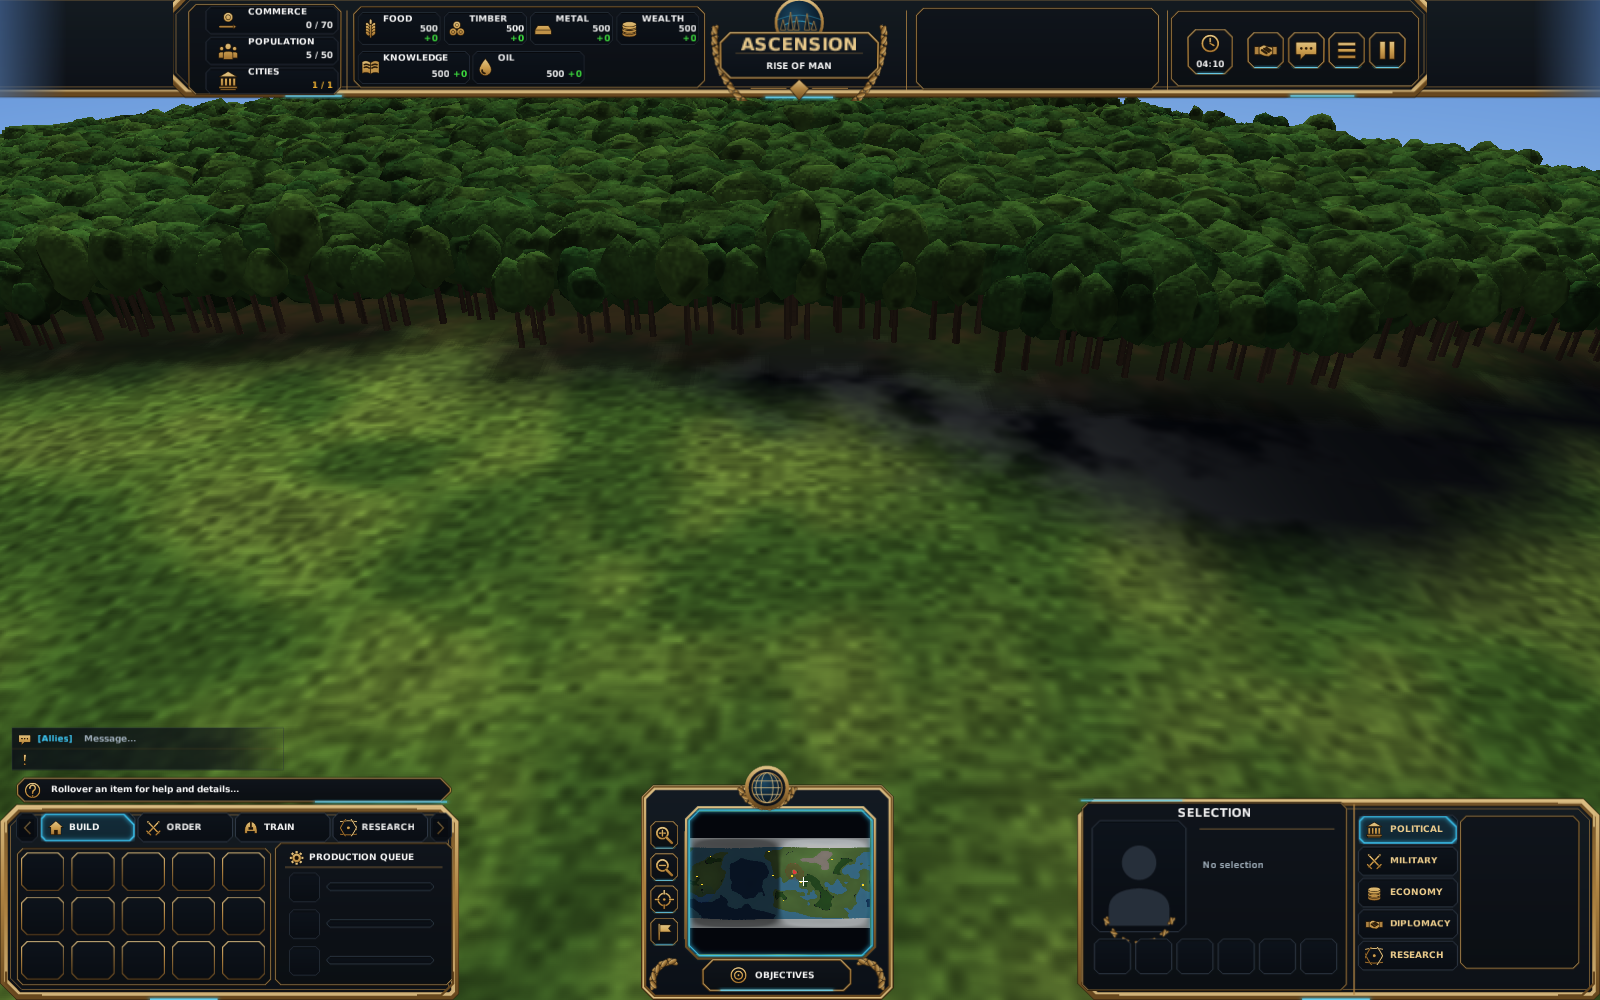 COMMERCE
0 / 70
POPULATION
5 / 50
CITIES
1 / 1
FOOD
500
+0
TIMBER
500
+0
METAL
500
+0
WEALTH
500
+0
KNOWLEDGE
500 +0
OIL
500 +0
ASCENSION
RISE OF MAN
04:10
[Allies] Message...
!
? Rollover an item for help and details...
BUILD
ORDER
TRAIN
RESEARCH
PRODUCTION QUEUE
OBJECTIVES
SELECTION
No selection
POLITICAL
MILITARY
ECONOMY
DIPLOMACY
RESEARCH